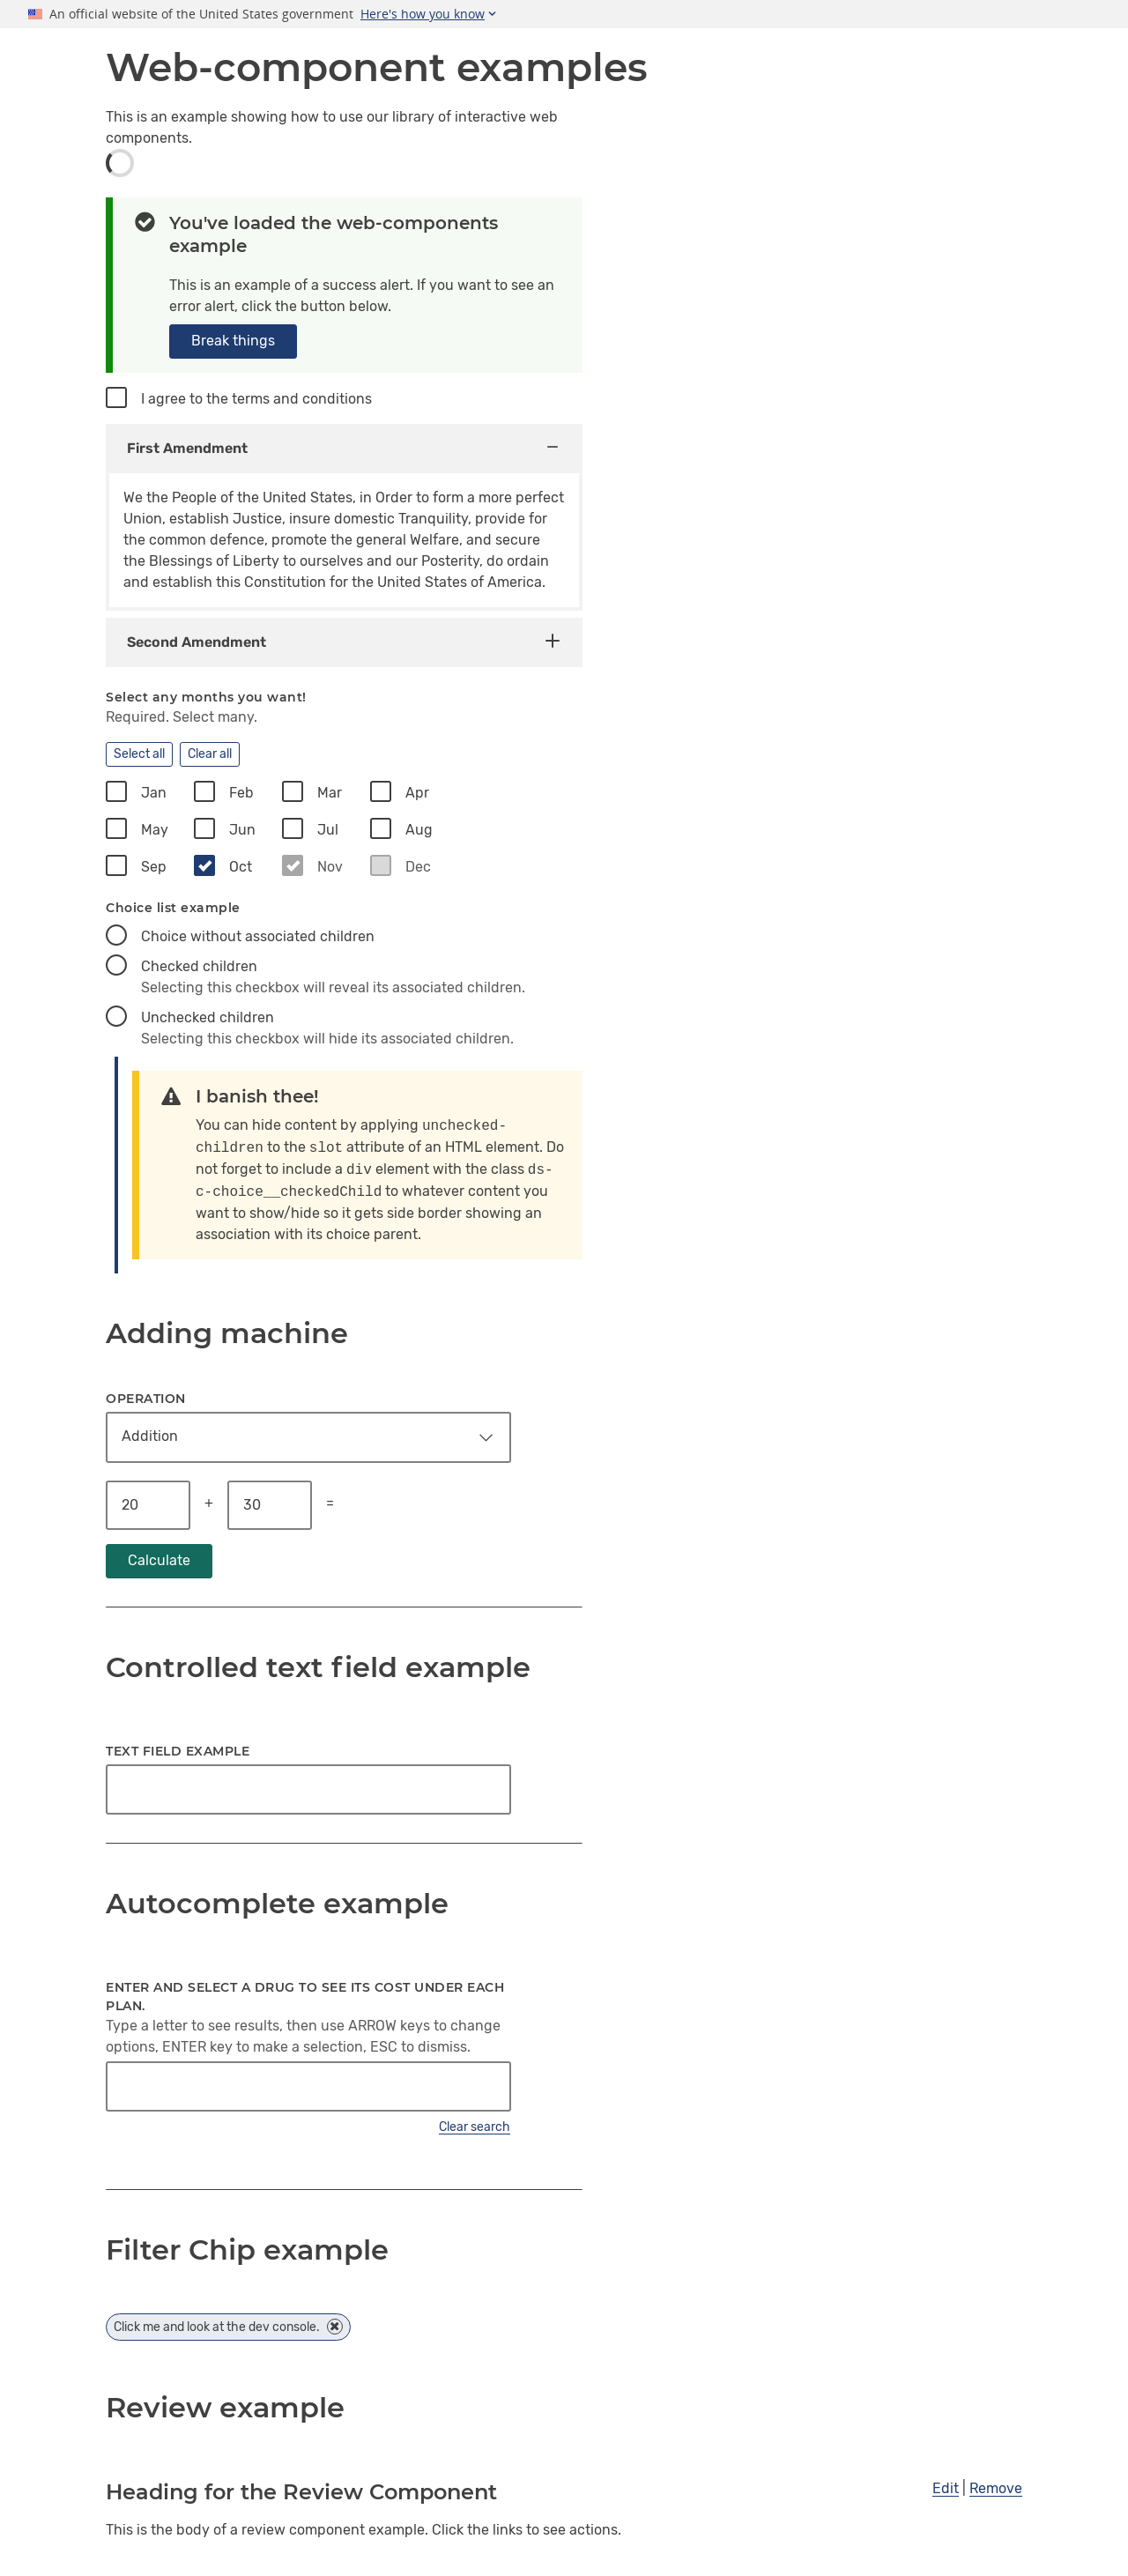 An official website of the United States government Here's how you know
Web-component examples
This is an example showing how to use our library of interactive web
components.
You've loaded the web-components
example
This is an example of a success alert. If you want to see an
error alert, click the button below.
Break things
I agree to the terms and conditions
First Amendment
We the People of the United States, in Order to form a more perfect
Union, establish Justice, insure domestic Tranquility, provide for
the common defence, promote the general Welfare, and secure
the Blessings of Liberty to ourselves and our Posterity, do ordain
and establish this Constitution for the United States of America.
Second Amendment
Select any months you want!
Required. Select many.
Select all Clear all
Jan Feb Mar Apr
May Jun Jul Aug
Sep Oct Nov Dec
Choice list example
Choice without associated children
Checked children
Selecting this checkbox will reveal its associated children.
Unchecked children
Selecting this checkbox will hide its associated children.
I banish thee!
You can hide content by applying unchecked-
children to the slot attribute of an HTML element. Do
not forget to include a div element with the class ds-
c-choice__checkedChild to whatever content you
want to show/hide so it gets side border showing an
association with its choice parent.
Adding machine
OPERATION
Addition
20 + 30 =
Calculate
Controlled text field example
TEXT FIELD EXAMPLE
Autocomplete example
ENTER AND SELECT A DRUG TO SEE ITS COST UNDER EACH
PLAN.
Type a letter to see results, then use ARROW keys to change
options, ENTER key to make a selection, ESC to dismiss.
Clear search
Filter Chip example
Click me and look at the dev console.
Review example
Heading for the Review Component
Edit | Remove
This is the body of a review component example. Click the links to see actions.